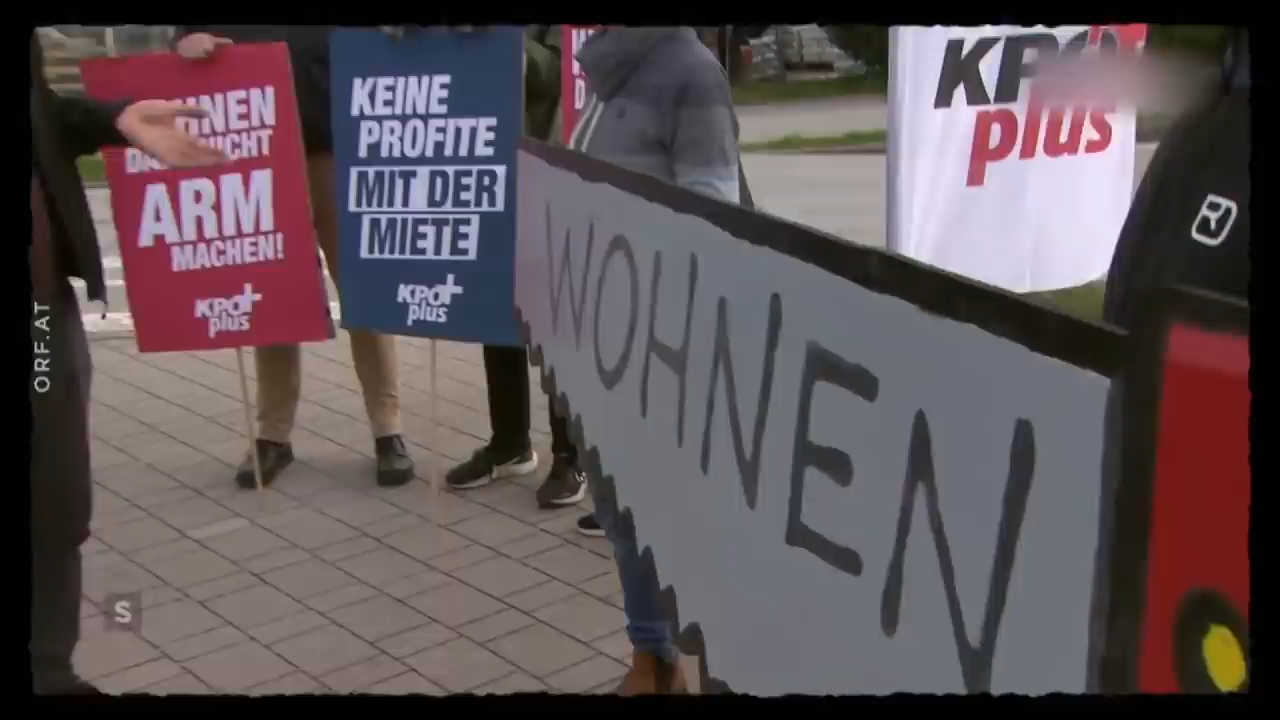 ARM
MACHEN!
KPÖ
plus
KEINE
PROFITE
MIT DER
MIETE
KPÖ
plus
WOHNEN
plus
ORF.AT
S